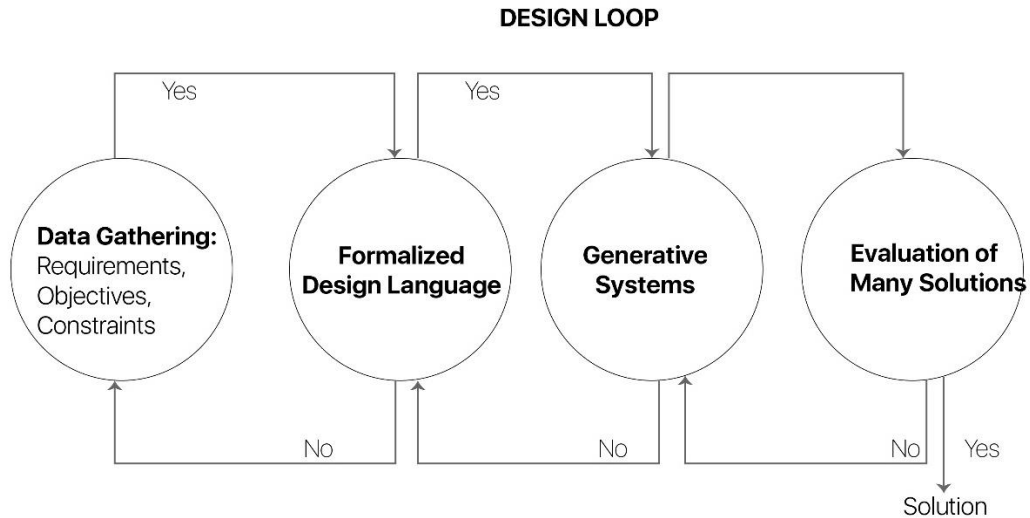 DESIGN LOOP
Yes
Yes
Data Gathering:
Requirements,
Objectives,
Constraints
Formalized
Design Language
Generative
Systems
Evaluation of
Many Solutions
No
No
No
Yes
Solution